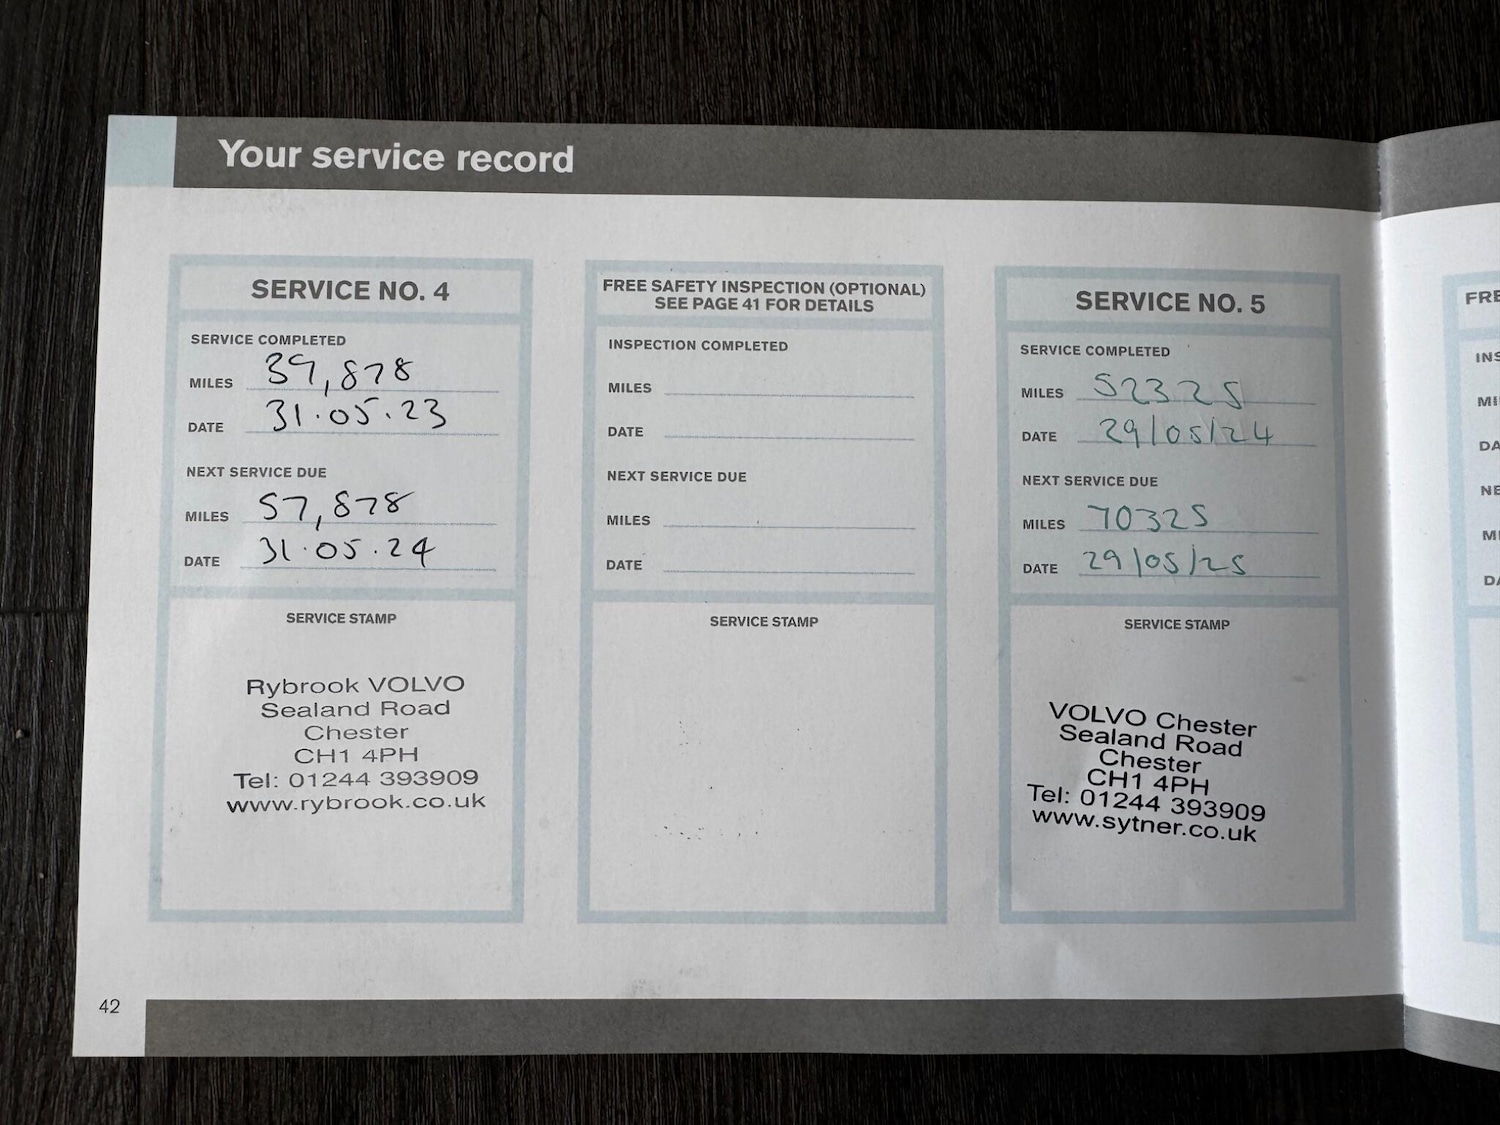 Your service record
SERVICE NO. 4
SERVICE COMPLETED
MILES 39,878
DATE 31.05.23
NEXT SERVICE DUE
MILES 57,878
DATE 31.05.24
SERVICE STAMP
Rybrook VOLVO
Sealand Road
Chester
CH1 4PH
Tel: 01244 393909
www.rybrook.co.uk
FREE SAFETY INSPECTION (OPTIONAL)
SEE PAGE 41 FOR DETAILS
INSPECTION COMPLETED
MILES
DATE
NEXT SERVICE DUE
MILES
DATE
SERVICE STAMP
SERVICE NO. 5
SERVICE COMPLETED
MILES 52325
DATE 29/05/24
NEXT SERVICE DUE
MILES 70325
DATE 29/05/25
SERVICE STAMP
VOLVO Chester
Sealand Road
Chester
CH1 4PH
Tel: 01244 393909
www.sytner.co.uk
42